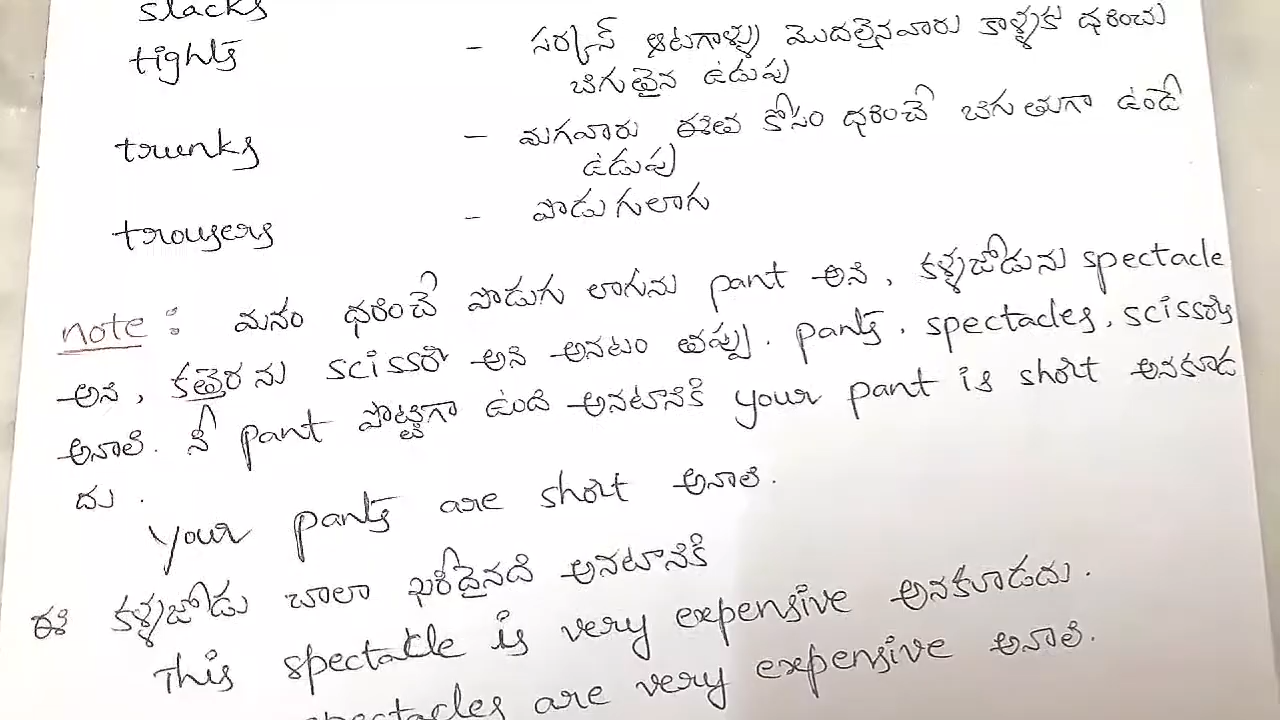 slacks
tights - సర్కస్ ఆటగాళ్ళు మొదలైనవారు కాళ్ళకు ధరించు
బిగుతైన ఉడుపు
trunks - మగవారు ఈత కోసం ధరించే బిగుతుగా ఉండే
ఉడుపు
trousers - పొడుగులాగు
note : మనం ధరించే పొడుగు లాగును pant అని, కళ్ళజోడును spectacle
అని, కత్తెరను scissor అని అనటం తప్పు. pants, spectacles, scissors
అనాలి. నీ pant పొట్టిగా ఉంది అనటానికి your pant is short అనకూడ
దు.
Your pants are short అనాలి.
ఈ కళ్ళజోడు చాలా ఖరీదైనది అనటానికి
This spectacle is very expensive అనకూడదు.
spectacles are very expensive అనాలి.